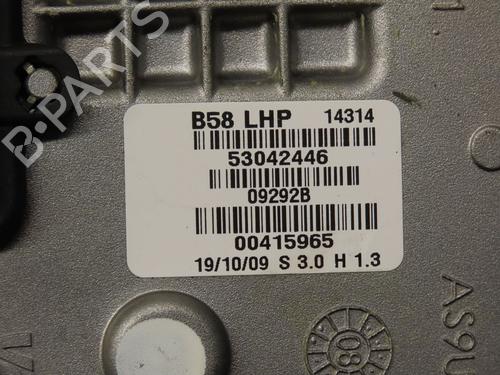 B·PARTS
B58 LHP 14314
53042446
09292B
00415965
19/10/09 S 3.0 H 1.3
AS9U